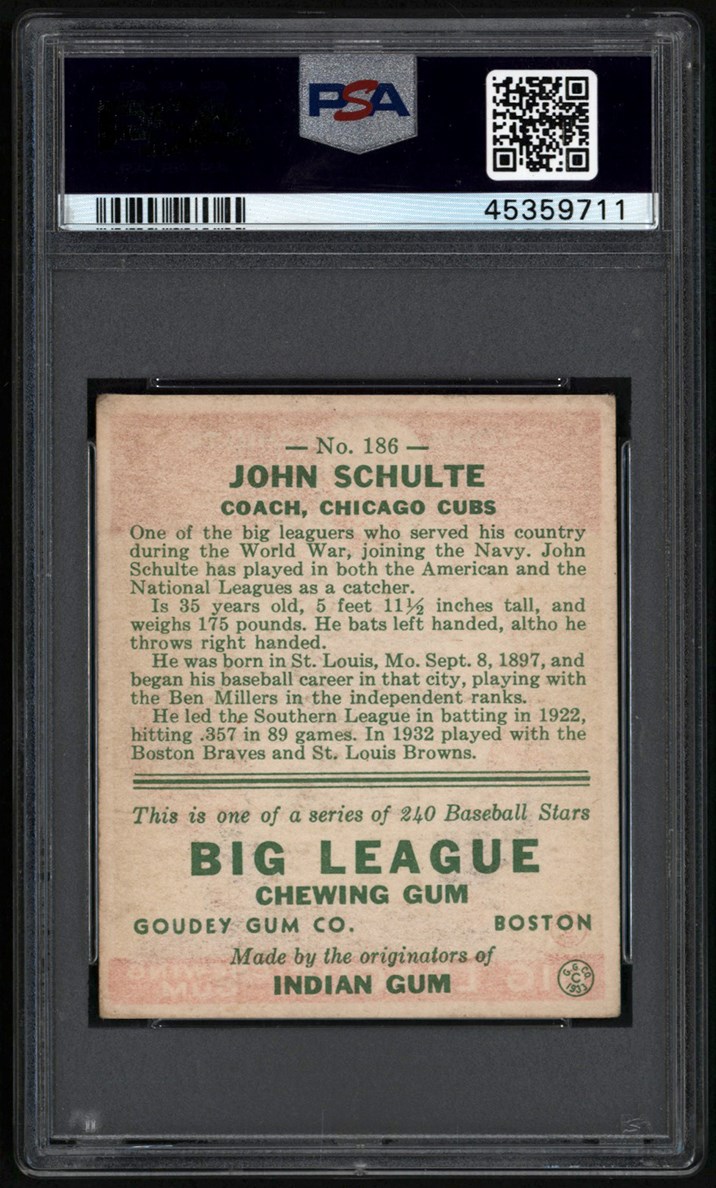 PSA
45359711
— No. 186 —
JOHN SCHULTE
COACH, CHICAGO CUBS
One of the big leaguers who served his country
during the World War, joining the Navy. John
Schulte has played in both the American and the
National Leagues as a catcher.
Is 35 years old, 5 feet 11½ inches tall, and
weighs 175 pounds. He bats left handed, altho he
throws right handed.
He was born in St. Louis, Mo. Sept. 8, 1897, and
began his baseball career in that city, playing with
the Ben Millers in the independent ranks.
He led the Southern League in batting in 1922,
hitting .357 in 89 games. In 1932 played with the
Boston Braves and St. Louis Browns.
This is one of a series of 240 Baseball Stars
BIG LEAGUE
CHEWING GUM
GOUDEY GUM CO. BOSTON
Made by the originators of
INDIAN GUM
G. G. CO.
C
1933